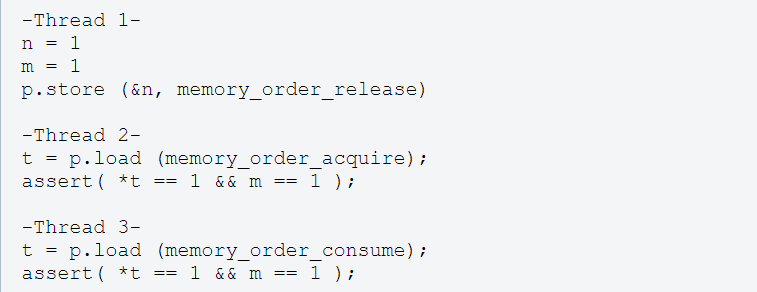 -Thread 1-
n = 1
m = 1
p.store (&n, memory_order_release)
-Thread 2-
t = p.load (memory_order_acquire);
assert( *t == 1 && m == 1 );
-Thread 3-
t = p.load (memory_order_consume);
assert( *t == 1 && m == 1 );